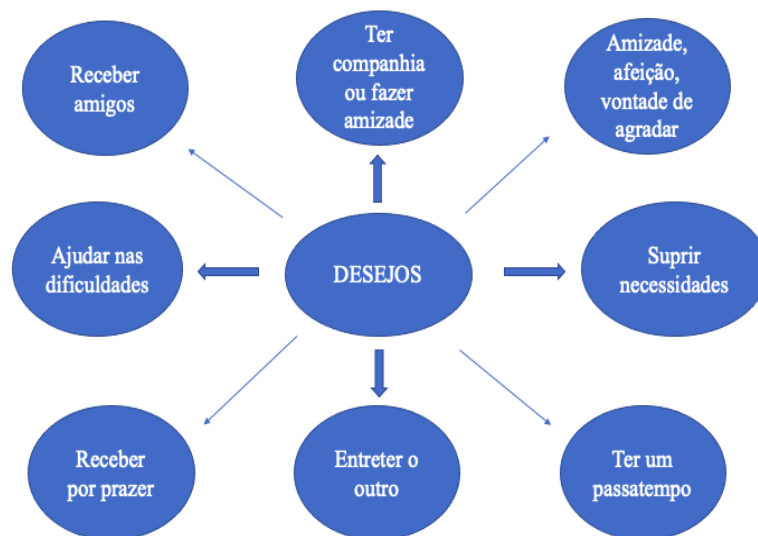 Receber
amigos
Ter
companhia
ou fazer
amizade
Amizade,
afeição,
vontade de
agradar
Ajudar nas
dificuldades
DESEJOS
Suprir
necessidades
Receber
por prazer
Entreter o
outro
Ter um
passatempo